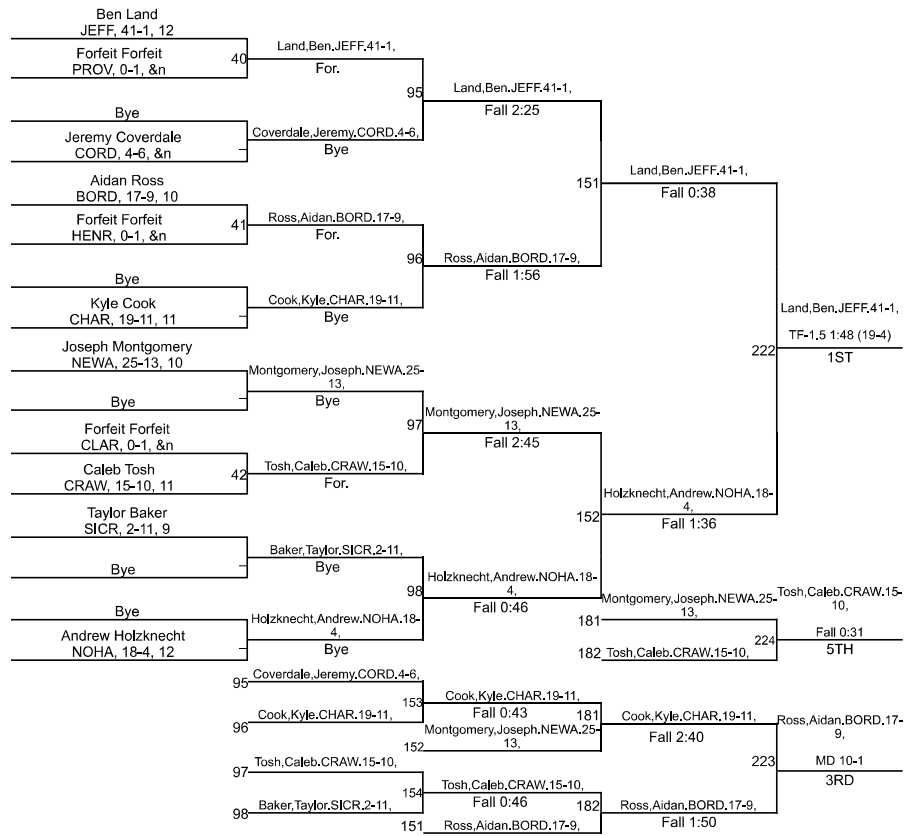 Ben Land
JEFF, 41-1, 12
Forfeit Forfeit
PROV, 0-1, &n
Bye
Jeremy Coverdale
CORD, 4-6, &n
Aidan Ross
BORD, 17-9, 10
Forfeit Forfeit
HENR, 0-1, &n
Bye
Kyle Cook
CHAR, 19-11, 11
Joseph Montgomery
NEWA, 25-13, 10
Bye
Forfeit Forfeit
CLAR, 0-1, &n
Caleb Tosh
CRAW, 15-10, 11
Taylor Baker
SICR, 2-11, 9
Bye
Bye
Andrew Holzknecht
NOHA, 18-4, 12
40
Land,Ben.JEFF.41-1,
For.
Coverdale,Jeremy.CORD.4-6,
Bye
41
Ross,Aidan.BORD.17-9,
For.
Cook,Kyle.CHAR.19-11,
Bye
Montgomery,Joseph.NEWA.25-
13,
Bye
42
Tosh,Caleb.CRAW.15-10,
For.
Baker,Taylor.SICR.2-11,
Bye
Holzknecht,Andrew.NOHA.18-
4,
Bye
95
Land,Ben.JEFF.41-1,
Fall 2:25
96
Ross,Aidan.BORD.17-9,
Fall 1:56
97
Montgomery,Joseph.NEWA.25-
13,
Fall 2:45
98
Holzknecht,Andrew.NOHA.18-
4,
Fall 0:46
151
Land,Ben.JEFF.41-1,
Fall 0:38
152
Holzknecht,Andrew.NOHA.18-
4,
Fall 1:36
222
Land,Ben.JEFF.41-1,
TF-1.5 1:48 (19-4)
1ST
181
Montgomery,Joseph.NEWA.25-
13,
182
Tosh,Caleb.CRAW.15-10,
224
Tosh,Caleb.CRAW.15-
10,
Fall 0:31
5TH
95
Coverdale,Jeremy.CORD.4-6,
96
Cook,Kyle.CHAR.19-11,
97
Tosh,Caleb.CRAW.15-10,
98
Baker,Taylor.SICR.2-11,
153
Cook,Kyle.CHAR.19-11,
Fall 0:43
152
Montgomery,Joseph.NEWA.25-
13,
154
Tosh,Caleb.CRAW.15-10,
Fall 0:46
151
Ross,Aidan.BORD.17-9,
181
Cook,Kyle.CHAR.19-11,
Fall 2:40
182
Ross,Aidan.BORD.17-9,
Fall 1:50
223
Ross,Aidan.BORD.17-
9,
MD 10-1
3RD